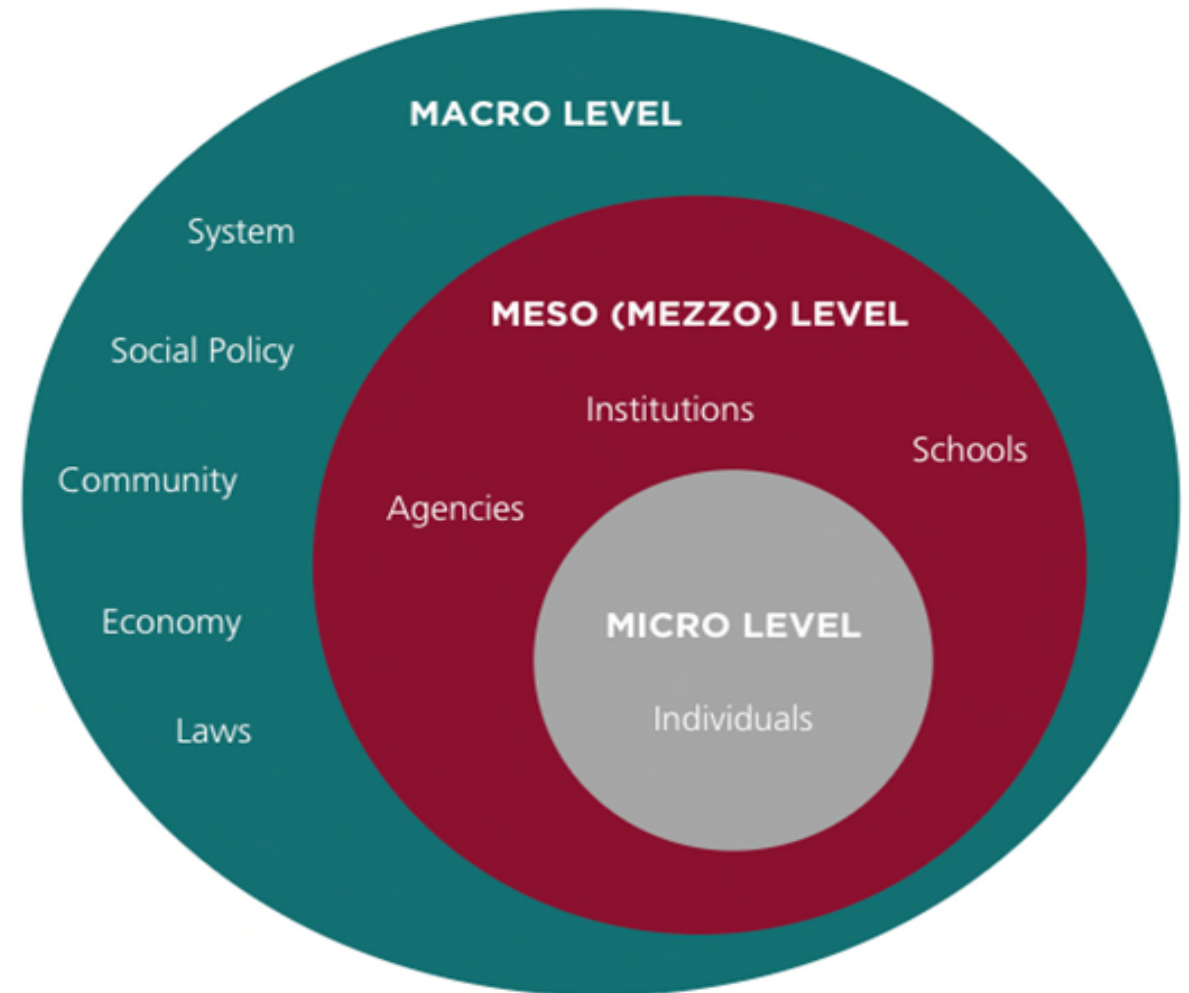 MACRO LEVEL
System
Social Policy
Community
Economy
Laws
MESO (MEZZO) LEVEL
Institutions
Schools
Agencies
MICRO LEVEL
Individuals